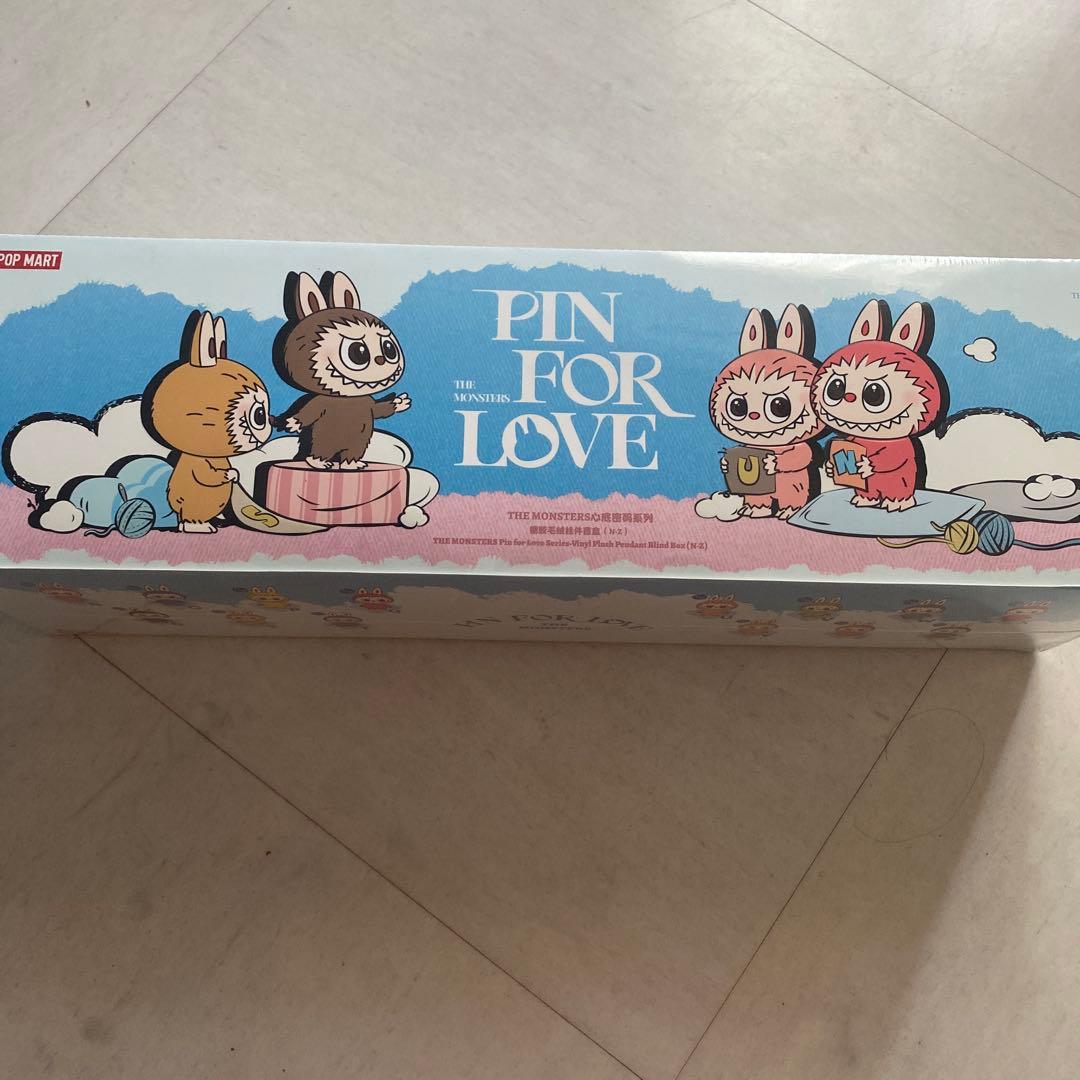 POP MART
PIN
FOR
LOVE
THE
MONSTERS
THE MONSTERS心底密码系列
搪胶毛绒挂件盲盒（N-Z）
THE MONSTERS Pin for Love Series-Vinyl Plush Pendant Blind Box (N-Z)
S
U
N
PIN FOR LOVE
THE
MONSTERS